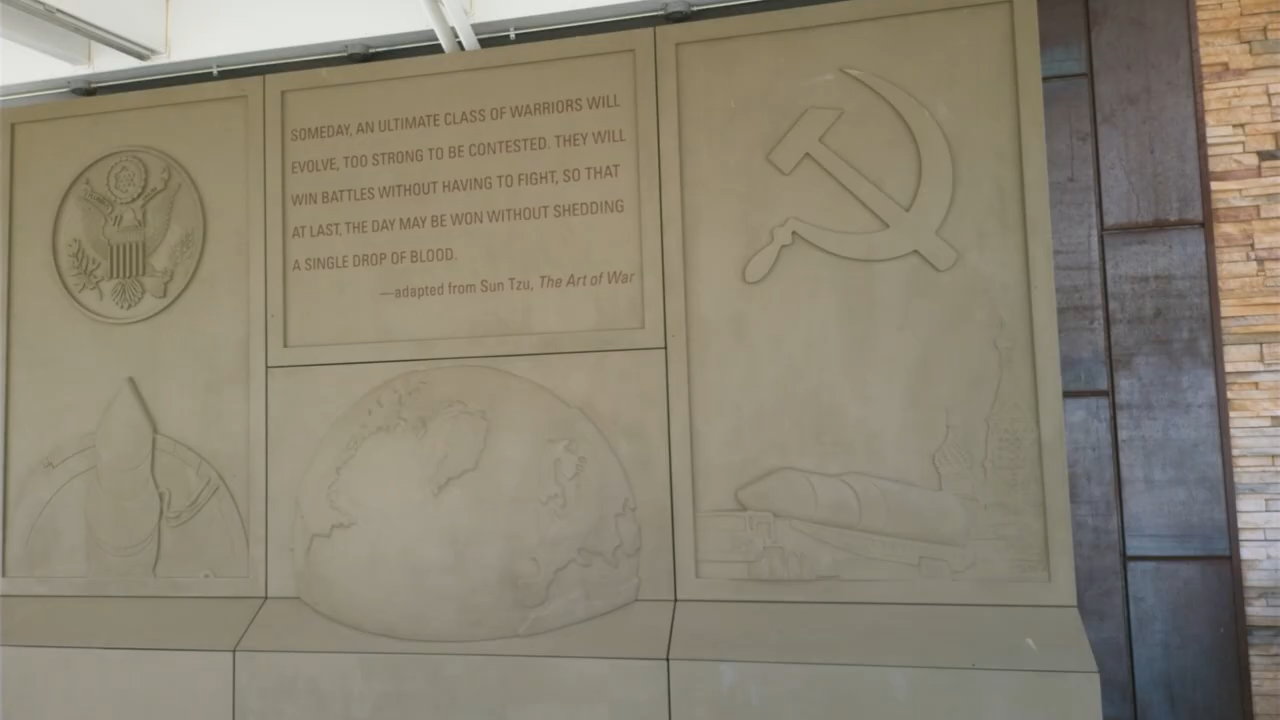 SOMEDAY, AN ULTIMATE CLASS OF WARRIORS WILL
EVOLVE, TOO STRONG TO BE CONTESTED. THEY WILL
WIN BATTLES WITHOUT HAVING TO FIGHT, SO THAT
AT LAST, THE DAY MAY BE WON WITHOUT SHEDDING
A SINGLE DROP OF BLOOD.
—adapted from Sun Tzu, The Art of War